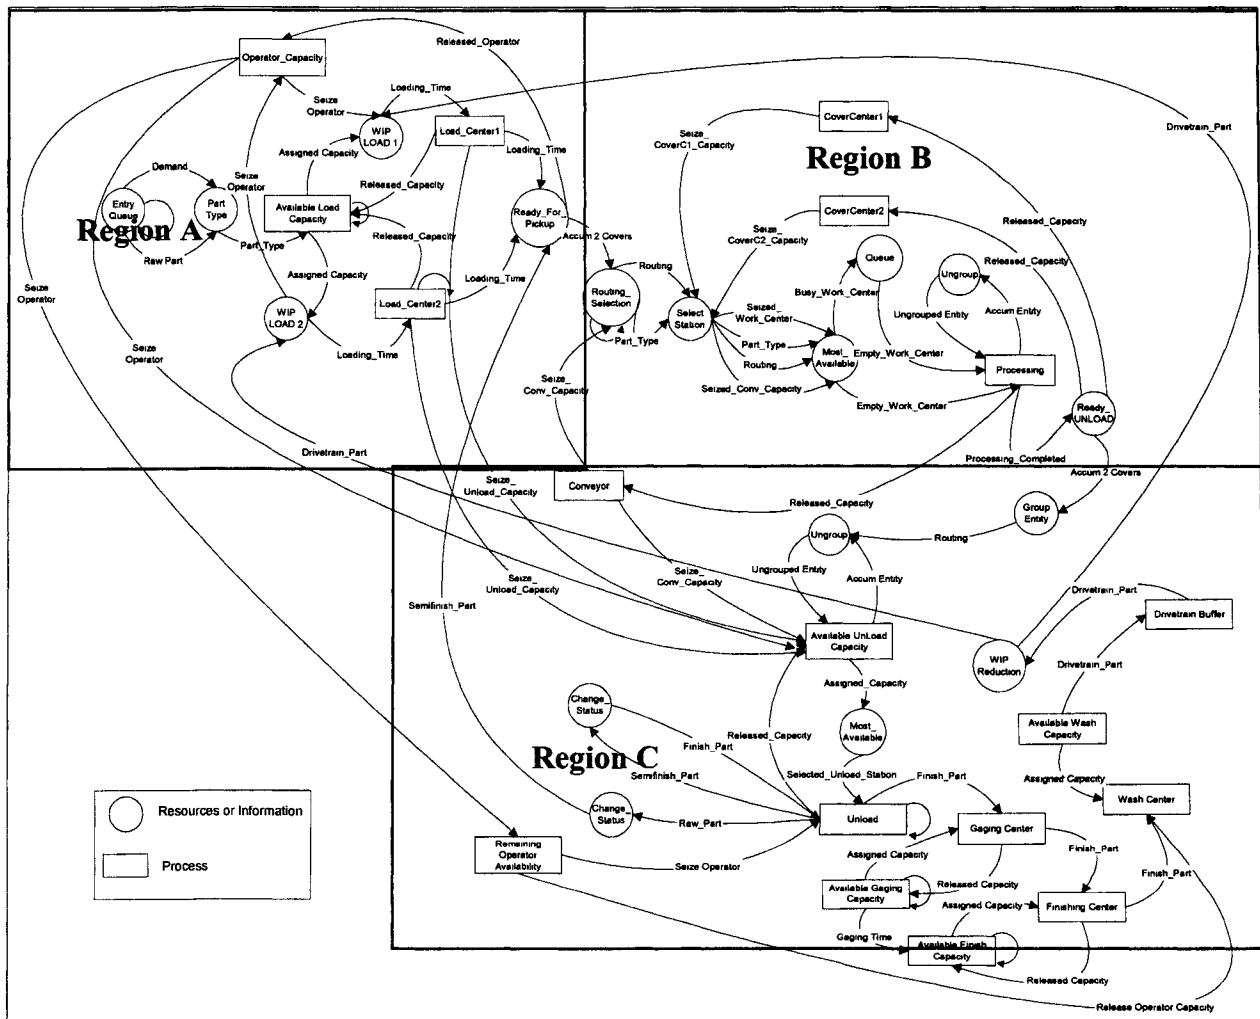 Released_Operator
Operator_Capacity
Loading_Time
Seize
Operator
WIP
LOAD 1
Load_Center1
Loading_Time
Assigned Capacity
Demand
Seize
Operator
Released_Capacity
Entry
Queue
Part
Type
Available Load
Capacity
Ready_For_
Pickup
Region A
Raw Part
Part_Type
Released_Capacity
Accum 2 Covers
Assigned Capacity
Seize
Operator
Load_Center2
Loading_Time
WIP
LOAD 2
Loading_Time
Seize
Operator
Drivetrain_Part
CoverCenter1
Seize_
CoverC1_Capacity
Drivetrain_Part
Region B
CoverCenter2
Seize_
CoverC2_Capacity
Released_Capacity
Released_Capacity
Queue
Ungroup
Routing
Routing_
Selection
Busy_Work_Center
Select
Station
Seized_
Work_Center
Ungrouped Entity
Accum Entity
Part_Type
Part_Type
Most_
Available
Empty_Work_Center
Routing
Processing
Seized_Conv_Capacity
Empty_Work_Center
Ready_
UNLOAD
Seize_
Conv_Capacity
Processing_Completed
Accum 2 Covers
Seize_
Unload_Capacity
Conveyor
Released_Capacity
Group
Entity
Ungroup
Routing
Seize_
Unload_Capacity
Seize_
Conv_Capacity
Ungrouped Entity
Accum Entity
Semifinish_Part
Drivetrain_Part
Drivetrain Buffer
Available UnLoad
Capacity
WIP
Reduction
Drivetrain_Part
Assigned_Capacity
Change_
Status
Most_
Available
Available Wash
Capacity
Released_Capacity
Finish_Part
Region C
Semifinish_Part
Selected_Unload_Station
Finish_Part
Assigned Capacity
Wash Center
Change_
Status
Raw_Part
Unload
Gaging Center
Resources or Information
Process
Remaining
Operator
Availability
Seize Operator
Assigned Capacity
Finish_Part
Finish_Part
Available Gaging
Capacity
Released Capacity
Assigned Capacity
Finishing Center
Gaging Time
Available Finish
Capacity
Released Capacity
Release Operator Capacity